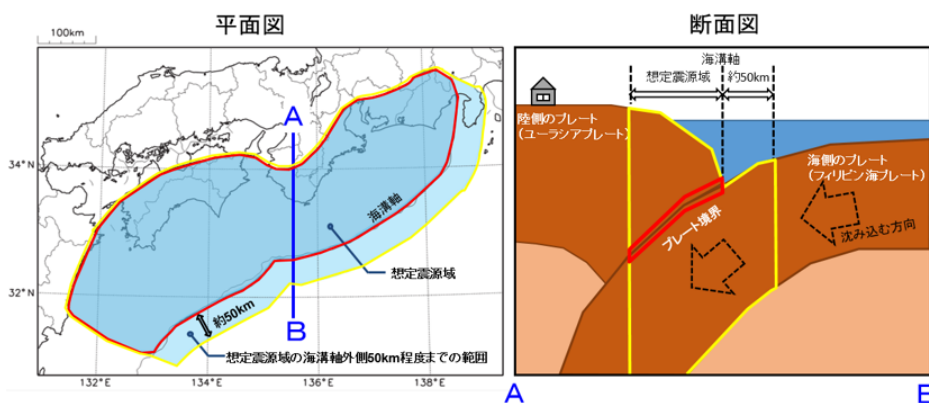 平面図
断面図
100km
海溝軸
想定震源域
約50km
陸側のプレート
(ユーラシアプレート)
海側のプレート
(フィリピン海プレート)
沈み込む方向
プレート境界
A
B
34°N
32°N
海溝軸
想定震源域
約50km
想定震源域の海溝軸外側50km程度までの範囲
132°E
134°E
136°E
138°E
A
B